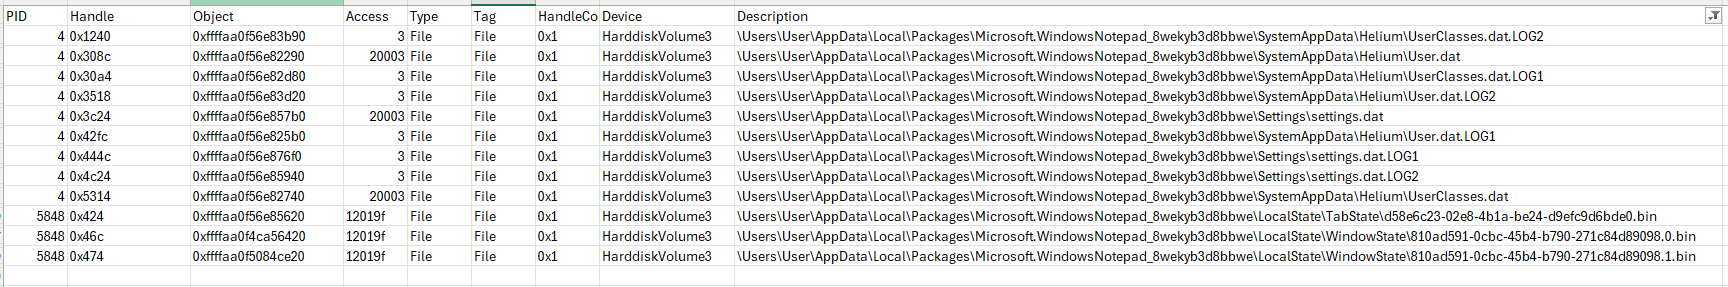 PID Handle Object Access Type Tag HandleCo Device Description
4 0x1240 0xffffaa0f56e83b90 3 File File 0x1 HarddiskVolume3 \Users\User\AppData\Local\Packages\Microsoft.WindowsNotepad_8wekyb3d8bbwe\SystemAppData\Helium\UserClasses.dat.LOG2
4 0x308c 0xffffaa0f56e82290 20003 File File 0x1 HarddiskVolume3 \Users\User\AppData\Local\Packages\Microsoft.WindowsNotepad_8wekyb3d8bbwe\SystemAppData\Helium\User.dat
4 0x30a4 0xffffaa0f56e82d80 3 File File 0x1 HarddiskVolume3 \Users\User\AppData\Local\Packages\Microsoft.WindowsNotepad_8wekyb3d8bbwe\SystemAppData\Helium\UserClasses.dat.LOG1
4 0x3518 0xffffaa0f56e83d20 3 File File 0x1 HarddiskVolume3 \Users\User\AppData\Local\Packages\Microsoft.WindowsNotepad_8wekyb3d8bbwe\SystemAppData\Helium\User.dat.LOG2
4 0x3c24 0xffffaa0f56e857b0 20003 File File 0x1 HarddiskVolume3 \Users\User\AppData\Local\Packages\Microsoft.WindowsNotepad_8wekyb3d8bbwe\Settings\settings.dat
4 0x42fc 0xffffaa0f56e825b0 3 File File 0x1 HarddiskVolume3 \Users\User\AppData\Local\Packages\Microsoft.WindowsNotepad_8wekyb3d8bbwe\SystemAppData\Helium\User.dat.LOG1
4 0x444c 0xffffaa0f56e876f0 3 File File 0x1 HarddiskVolume3 \Users\User\AppData\Local\Packages\Microsoft.WindowsNotepad_8wekyb3d8bbwe\Settings\settings.dat.LOG1
4 0x4c24 0xffffaa0f56e85940 3 File File 0x1 HarddiskVolume3 \Users\User\AppData\Local\Packages\Microsoft.WindowsNotepad_8wekyb3d8bbwe\Settings\settings.dat.LOG2
4 0x5314 0xffffaa0f56e82740 20003 File File 0x1 HarddiskVolume3 \Users\User\AppData\Local\Packages\Microsoft.WindowsNotepad_8wekyb3d8bbwe\SystemAppData\Helium\UserClasses.dat
5848 0x424 0xffffaa0f56e85620 12019f File File 0x1 HarddiskVolume3 \Users\User\AppData\Local\Packages\Microsoft.WindowsNotepad_8wekyb3d8bbwe\LocalState\TabState\d58e6c23-02e8-4b1a-be24-d9efc9d6bde0.bin
5848 0x46c 0xffffaa0f4ca56420 12019f File File 0x1 HarddiskVolume3 \Users\User\AppData\Local\Packages\Microsoft.WindowsNotepad_8wekyb3d8bbwe\LocalState\WindowState\810ad591-0cbc-45b4-b790-271c84d89098.0.bin
5848 0x474 0xffffaa0f5084ce20 12019f File File 0x1 HarddiskVolume3 \Users\User\AppData\Local\Packages\Microsoft.WindowsNotepad_8wekyb3d8bbwe\LocalState\WindowState\810ad591-0cbc-45b4-b790-271c84d89098.1.bin